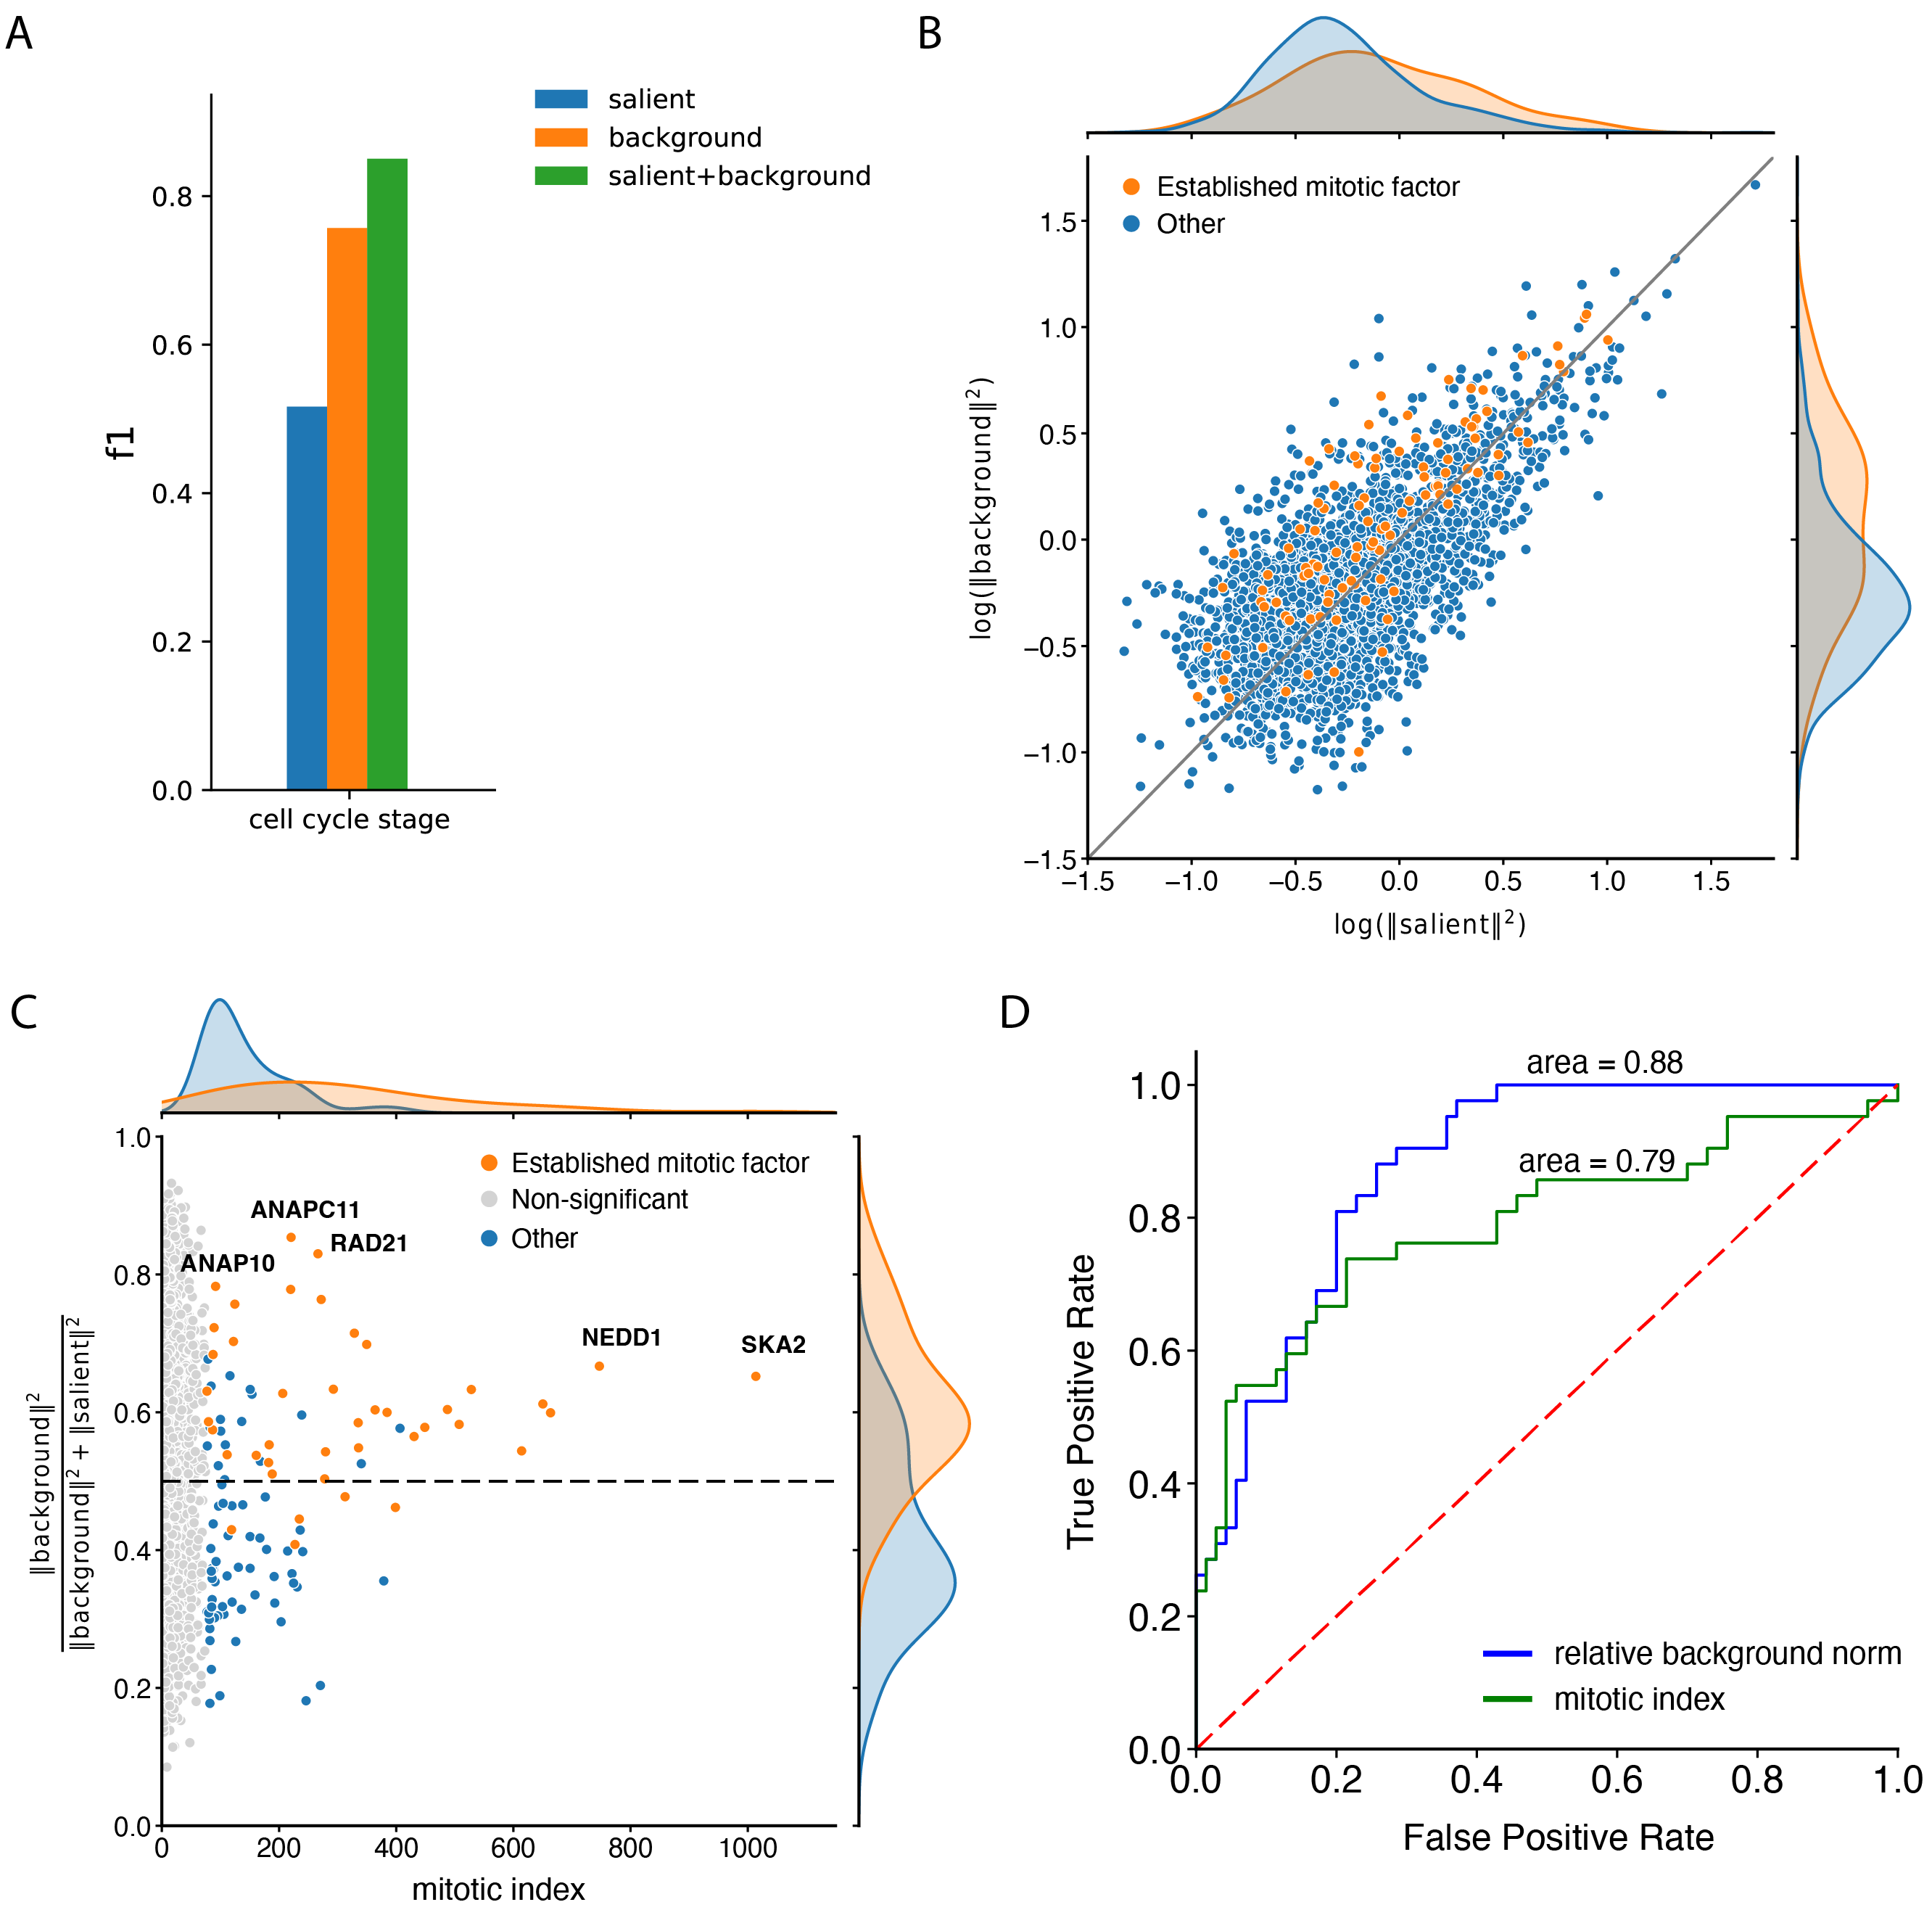 A
salient
background
salient+background
f1
0.8
0.6
0.4
0.2
0.0
cell cycle stage
B
Established mitotic factor
Other
log(‖background‖²)
1.5
1.0
0.5
0.0
−0.5
−1.0
−1.5
−1.5 −1.0 −0.5 0.0 0.5 1.0 1.5
log(‖salient‖²)
C
Established mitotic factor
Non-significant
Other
ANAPC11
RAD21
ANAP10
NEDD1
SKA2
‖background‖²
‖background‖² + ‖salient‖²
1.0
0.8
0.6
0.4
0.2
0.0
0 200 400 600 800 1000
mitotic index
D
area = 0.88
area = 0.79
True Positive Rate
1.0
0.8
0.6
0.4
0.2
0.0
relative background norm
mitotic index
0.0 0.2 0.4 0.6 0.8 1.0
False Positive Rate